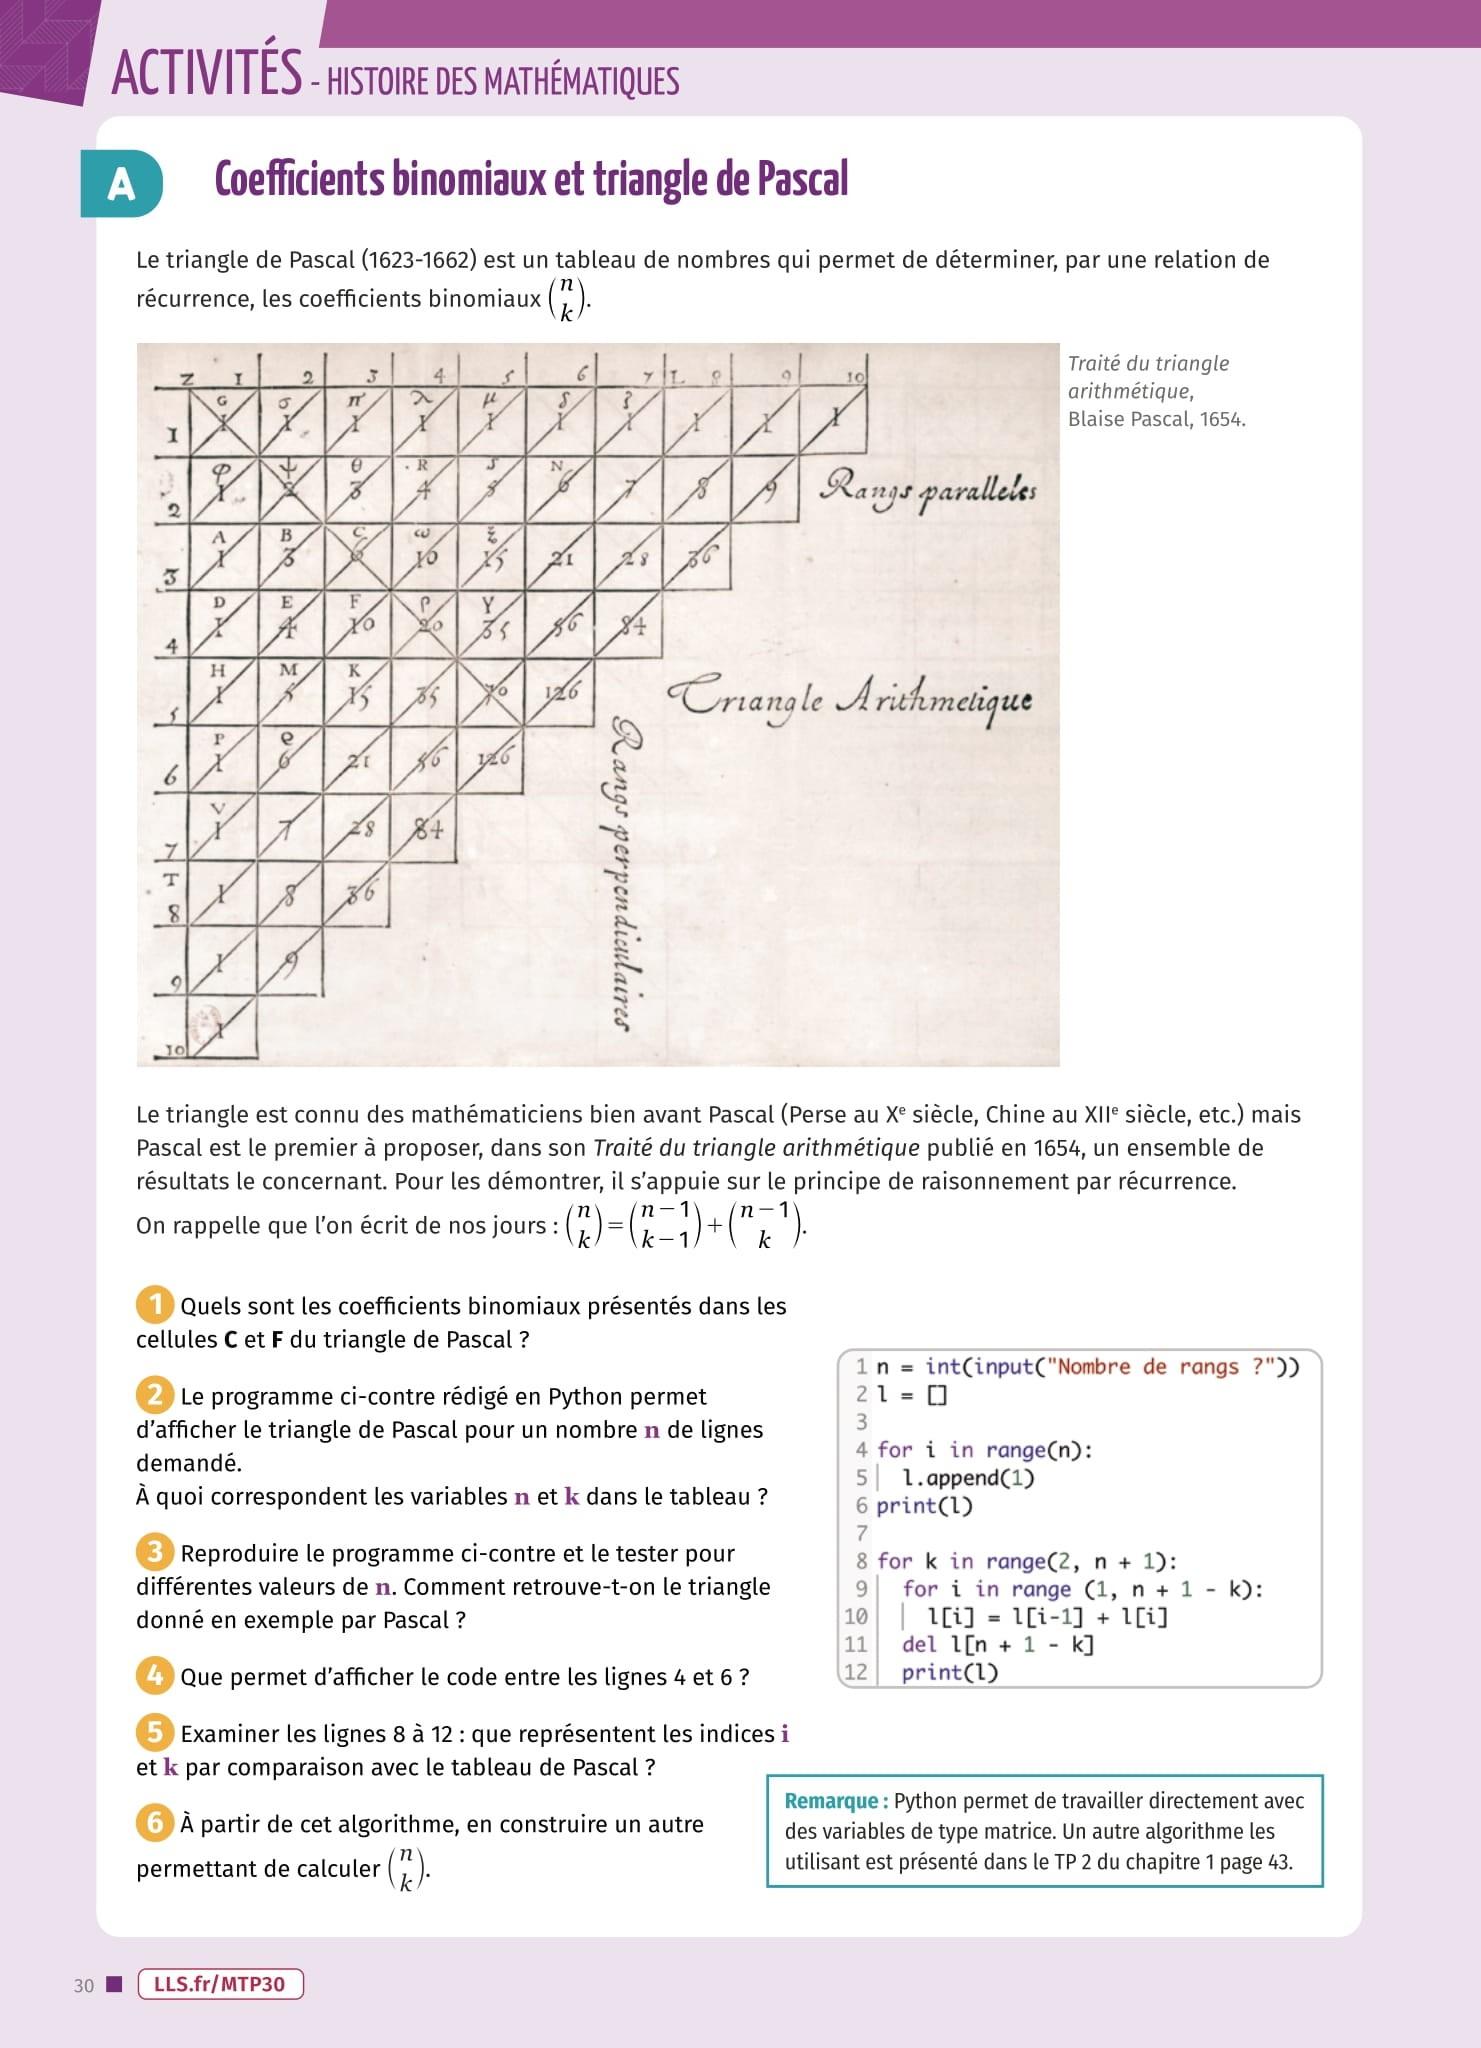 ACTIVITÉS - HISTOIRE DES MATHÉMATIQUES
A
Coefficients binomiaux et triangle de Pascal
Le triangle de Pascal (1623-1662) est un tableau de nombres qui permet de déterminer, par une relation de
récurrence, les coefficients binomiaux (n k).
Traité du triangle
arithmétique,
Blaise Pascal, 1654.
Z 1 2 3 4 5 6 7 L 8 9 10
G σ π λ μ δ ζ
1 1 1 1 1 1 1 1 1 1 1
φ ψ θ R S N
2 1 2 3 4 5 6 7 8 9
Rangs paralleles
A B C ω ξ
3 1 3 6 10 15 21 28 36
D E F ρ Y
4 1 4 10 20 35 56 84
H M K
5 1 5 15 35 70 126
Triangle Arithmetique
P Q
6 1 6 21 56 126
Rangs perpendiculaires
V
7 1 7 28 84
T
8 1 8 36
9 1 9
10 1
Le triangle est connu des mathématiciens bien avant Pascal (Perse au Xe siècle, Chine au XIIe siècle, etc.) mais
Pascal est le premier à proposer, dans son Traité du triangle arithmétique publié en 1654, un ensemble de
résultats le concernant. Pour les démontrer, il s'appuie sur le principe de raisonnement par récurrence.
On rappelle que l'on écrit de nos jours : (n k) = (n − 1 k − 1) + (n − 1 k).
1 Quels sont les coefficients binomiaux présentés dans les
cellules C et F du triangle de Pascal ?
2 Le programme ci-contre rédigé en Python permet
d'afficher le triangle de Pascal pour un nombre n de lignes
demandé.
À quoi correspondent les variables n et k dans le tableau ?
3 Reproduire le programme ci-contre et le tester pour
différentes valeurs de n. Comment retrouve-t-on le triangle
donné en exemple par Pascal ?
4 Que permet d'afficher le code entre les lignes 4 et 6 ?
5 Examiner les lignes 8 à 12 : que représentent les indices i
et k par comparaison avec le tableau de Pascal ?
6 À partir de cet algorithme, en construire un autre
permettant de calculer (n k).
1 n = int(input("Nombre de rangs ?"))
2 l = []
3
4 for i in range(n):
5 l.append(1)
6 print(l)
7
8 for k in range(2, n + 1):
9 for i in range (1, n + 1 - k):
10 l[i] = l[i-1] + l[i]
11 del l[n + 1 - k]
12 print(l)
Remarque : Python permet de travailler directement avec
des variables de type matrice. Un autre algorithme les
utilisant est présenté dans le TP 2 du chapitre 1 page 43.
30
LLS.fr/MTP30